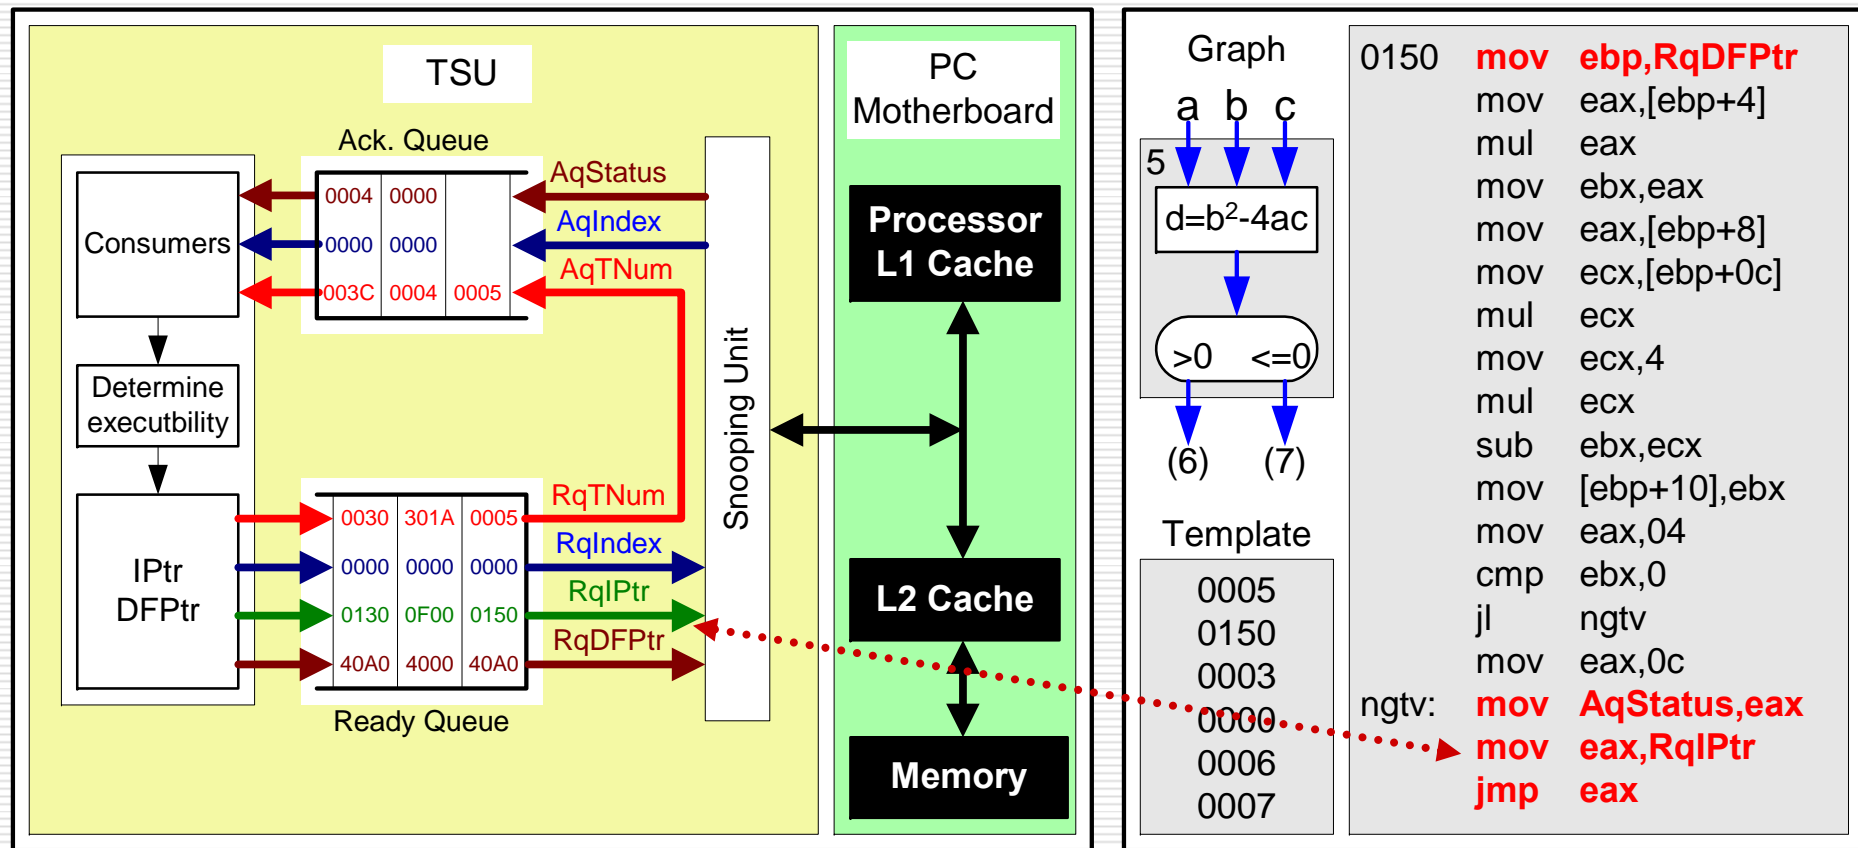 TSU
Ack. Queue
0004 0000
0000 0000
003C 0004 0005
AqStatus
AqIndex
AqTNum
Consumers
Determine
executbility
IPtr
DFPtr
0030 301A 0005
0000 0000 0000
0130 0F00 0150
40A0 4000 40A0
RqTNum
RqIndex
RqIPtr
RqDFPtr
Ready Queue
Snooping Unit
PC
Motherboard
Processor
L1 Cache
L2 Cache
Memory
Graph
a b c
5
d=b²-4ac
>0 <=0
(6) (7)
Template
0005
0150
0003
0000
0006
0007
0150 mov ebp,RqDFPtr
mov eax,[ebp+4]
mul eax
mov ebx,eax
mov eax,[ebp+8]
mov ecx,[ebp+0c]
mul ecx
mov ecx,4
mul ecx
sub ebx,ecx
mov [ebp+10],ebx
mov eax,04
cmp ebx,0
jl ngtv
mov eax,0c
ngtv: mov AqStatus,eax
mov eax,RqIPtr
jmp eax